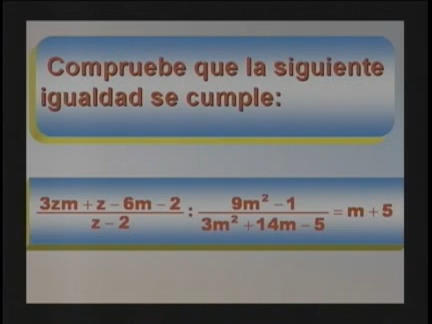 Compruebe que la siguiente
igualdad se cumple:
3zm + z - 6m - 2 / z - 2 : 9m² - 1 / 3m² + 14m - 5 = m + 5